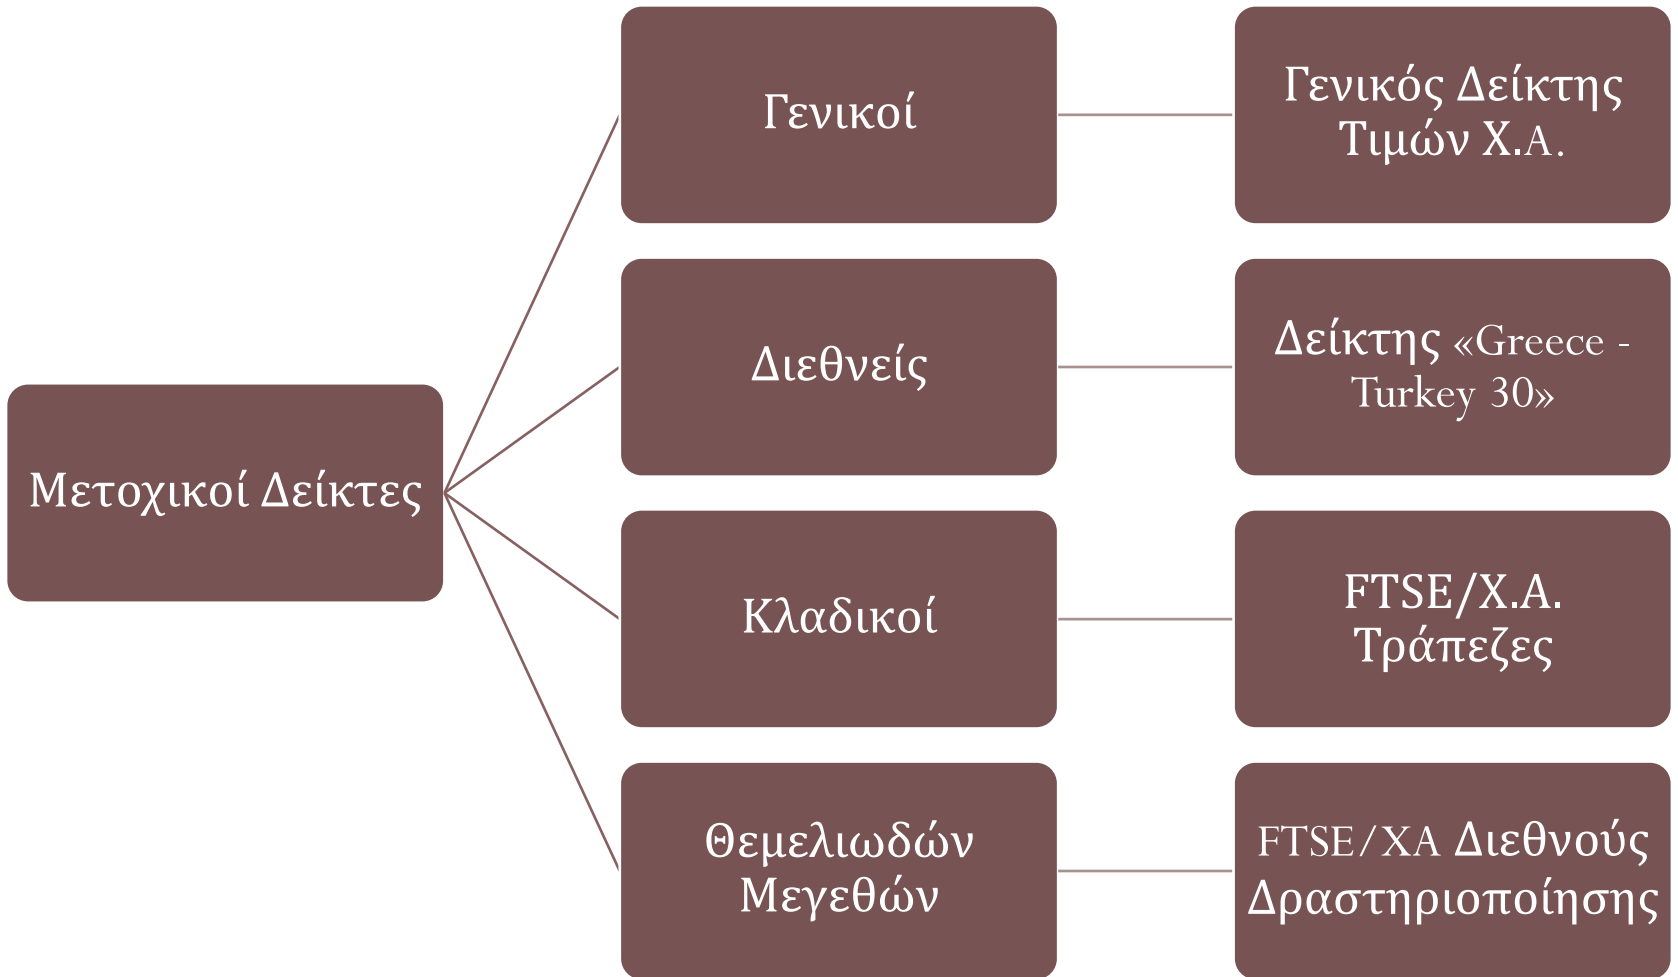 Μετοχικοί Δείκτες
Γενικοί
Γενικός Δείκτης
Τιμών Χ.Α.
Διεθνείς
Δείκτης «Greece -
Turkey 30»
Κλαδικοί
FTSE/Χ.Α.
Τράπεζες
Θεμελιωδών
Μεγεθών
FTSE/XA Διεθνούς
Δραστηριοποίησης